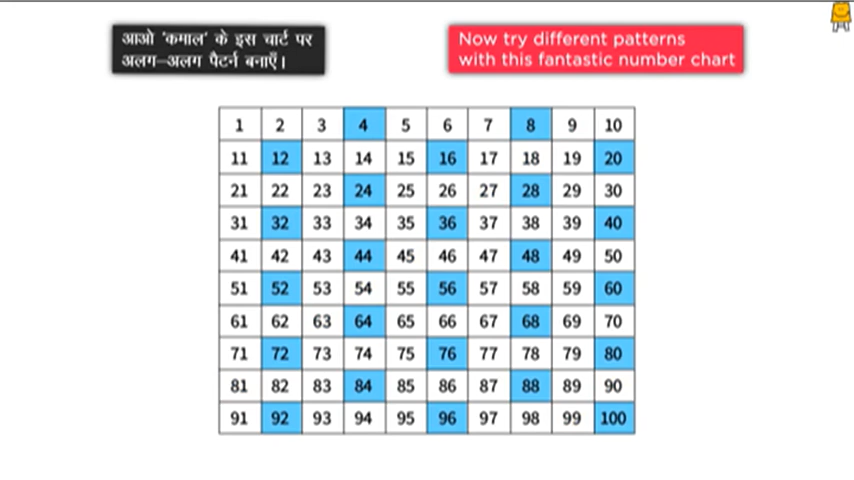 आओ 'कमाल' के इस चार्ट पर
अलग–अलग पैटर्न बनाएँ।
Now try different patterns
with this fantastic number chart
1 2 3 4 5 6 7 8 9 10
11 12 13 14 15 16 17 18 19 20
21 22 23 24 25 26 27 28 29 30
31 32 33 34 35 36 37 38 39 40
41 42 43 44 45 46 47 48 49 50
51 52 53 54 55 56 57 58 59 60
61 62 63 64 65 66 67 68 69 70
71 72 73 74 75 76 77 78 79 80
81 82 83 84 85 86 87 88 89 90
91 92 93 94 95 96 97 98 99 100